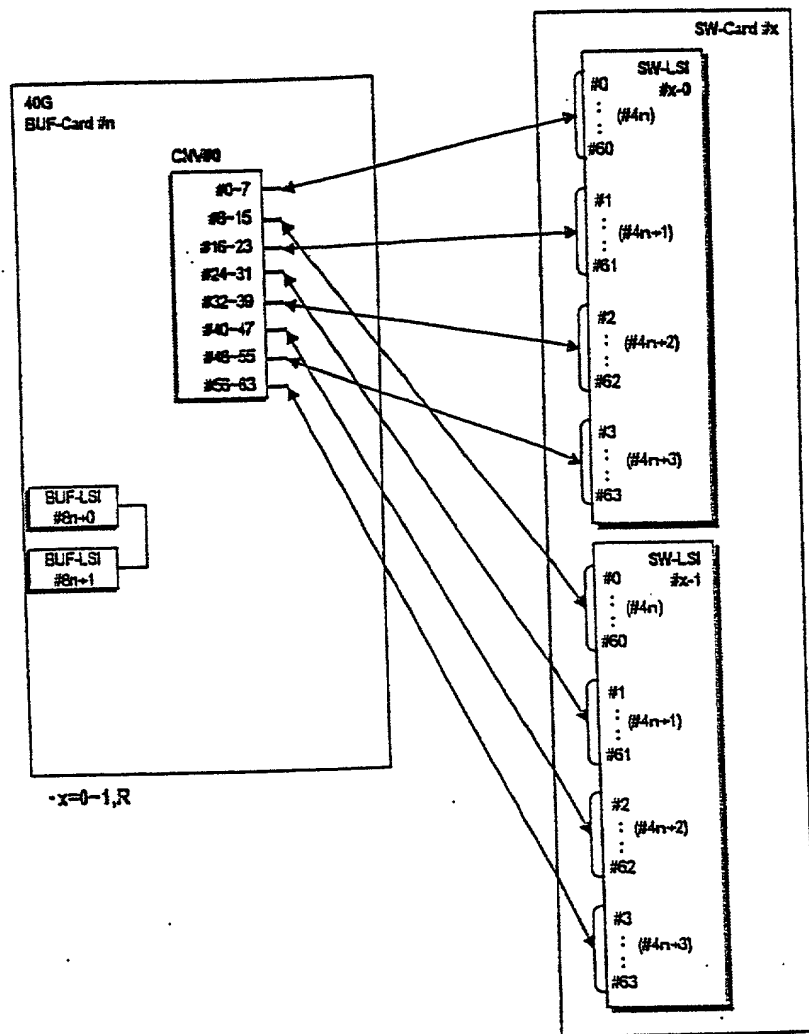 40G
BUF-Card #n
CNV#0
#0~7
#8~15
#16~23
#24~31
#32~39
#40~47
#48~55
#56~63
BUF-LSI
#8n+0
BUF-LSI
#8n+1
·x=0~1,R
SW-Card #x
SW-LSI
#x-0
#0
(#4n)
#60
#1
(#4n+1)
#61
#2
(#4n+2)
#62
#3
(#4n+3)
#63
SW-LSI
#x-1
#0
(#4n)
#60
#1
(#4n+1)
#61
#2
(#4n+2)
#62
#3
(#4n+3)
#63